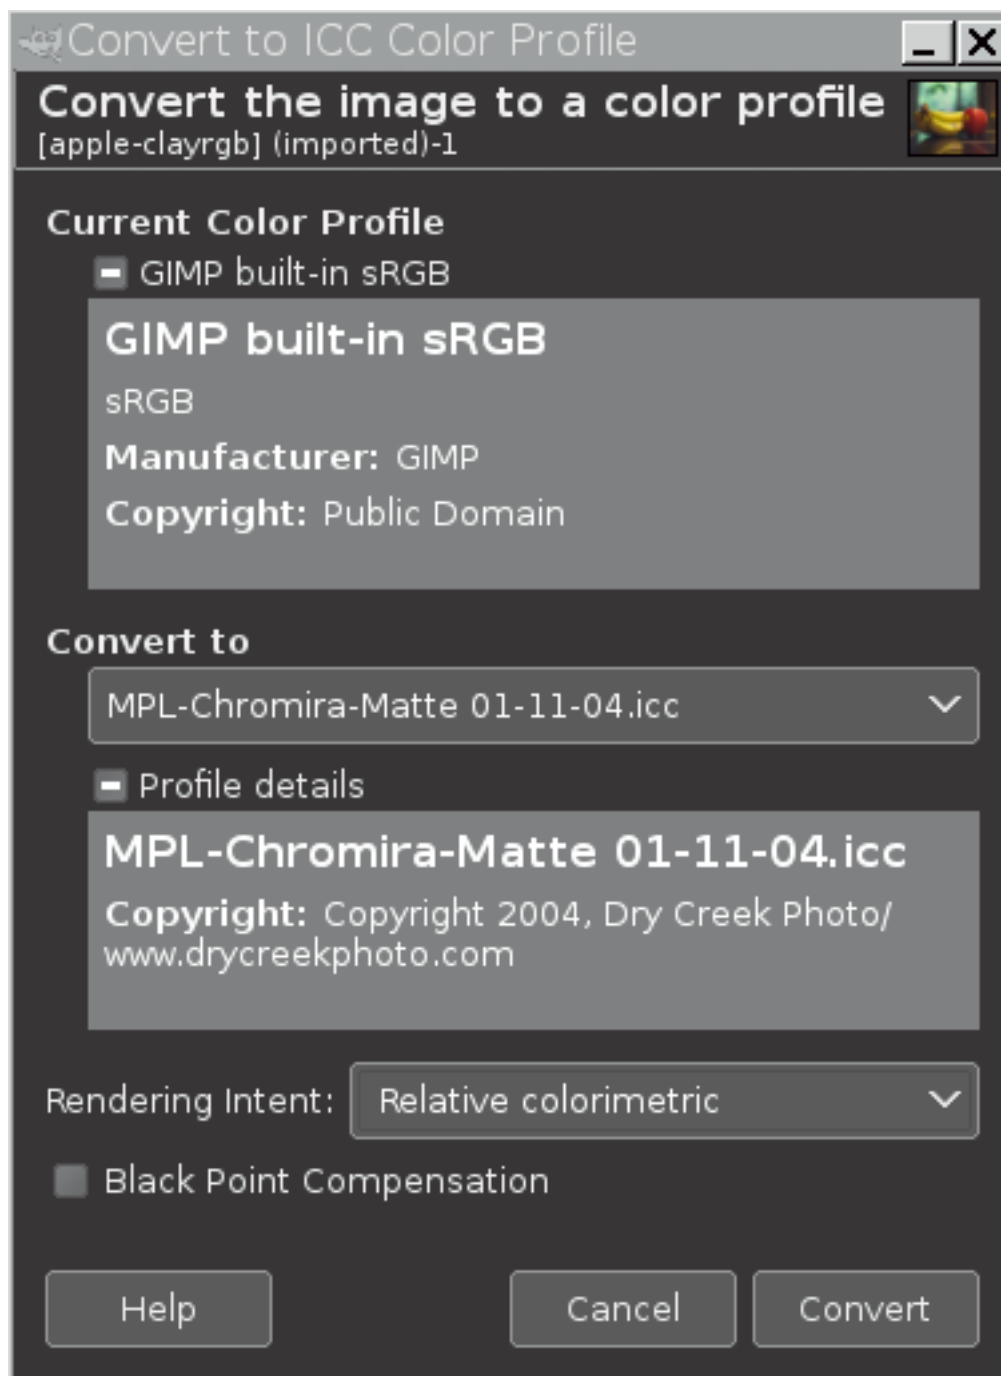 Convert to ICC Color Profile
Convert the image to a color profile
[apple-clayrgb] (imported)-1
Current Color Profile
GIMP built-in sRGB
GIMP built-in sRGB
sRGB
Manufacturer: GIMP
Copyright: Public Domain
Convert to
MPL-Chromira-Matte 01-11-04.icc
Profile details
MPL-Chromira-Matte 01-11-04.icc
Copyright: Copyright 2004, Dry Creek Photo/
www.drycreekphoto.com
Rendering Intent: Relative colorimetric
Black Point Compensation
Help Cancel Convert